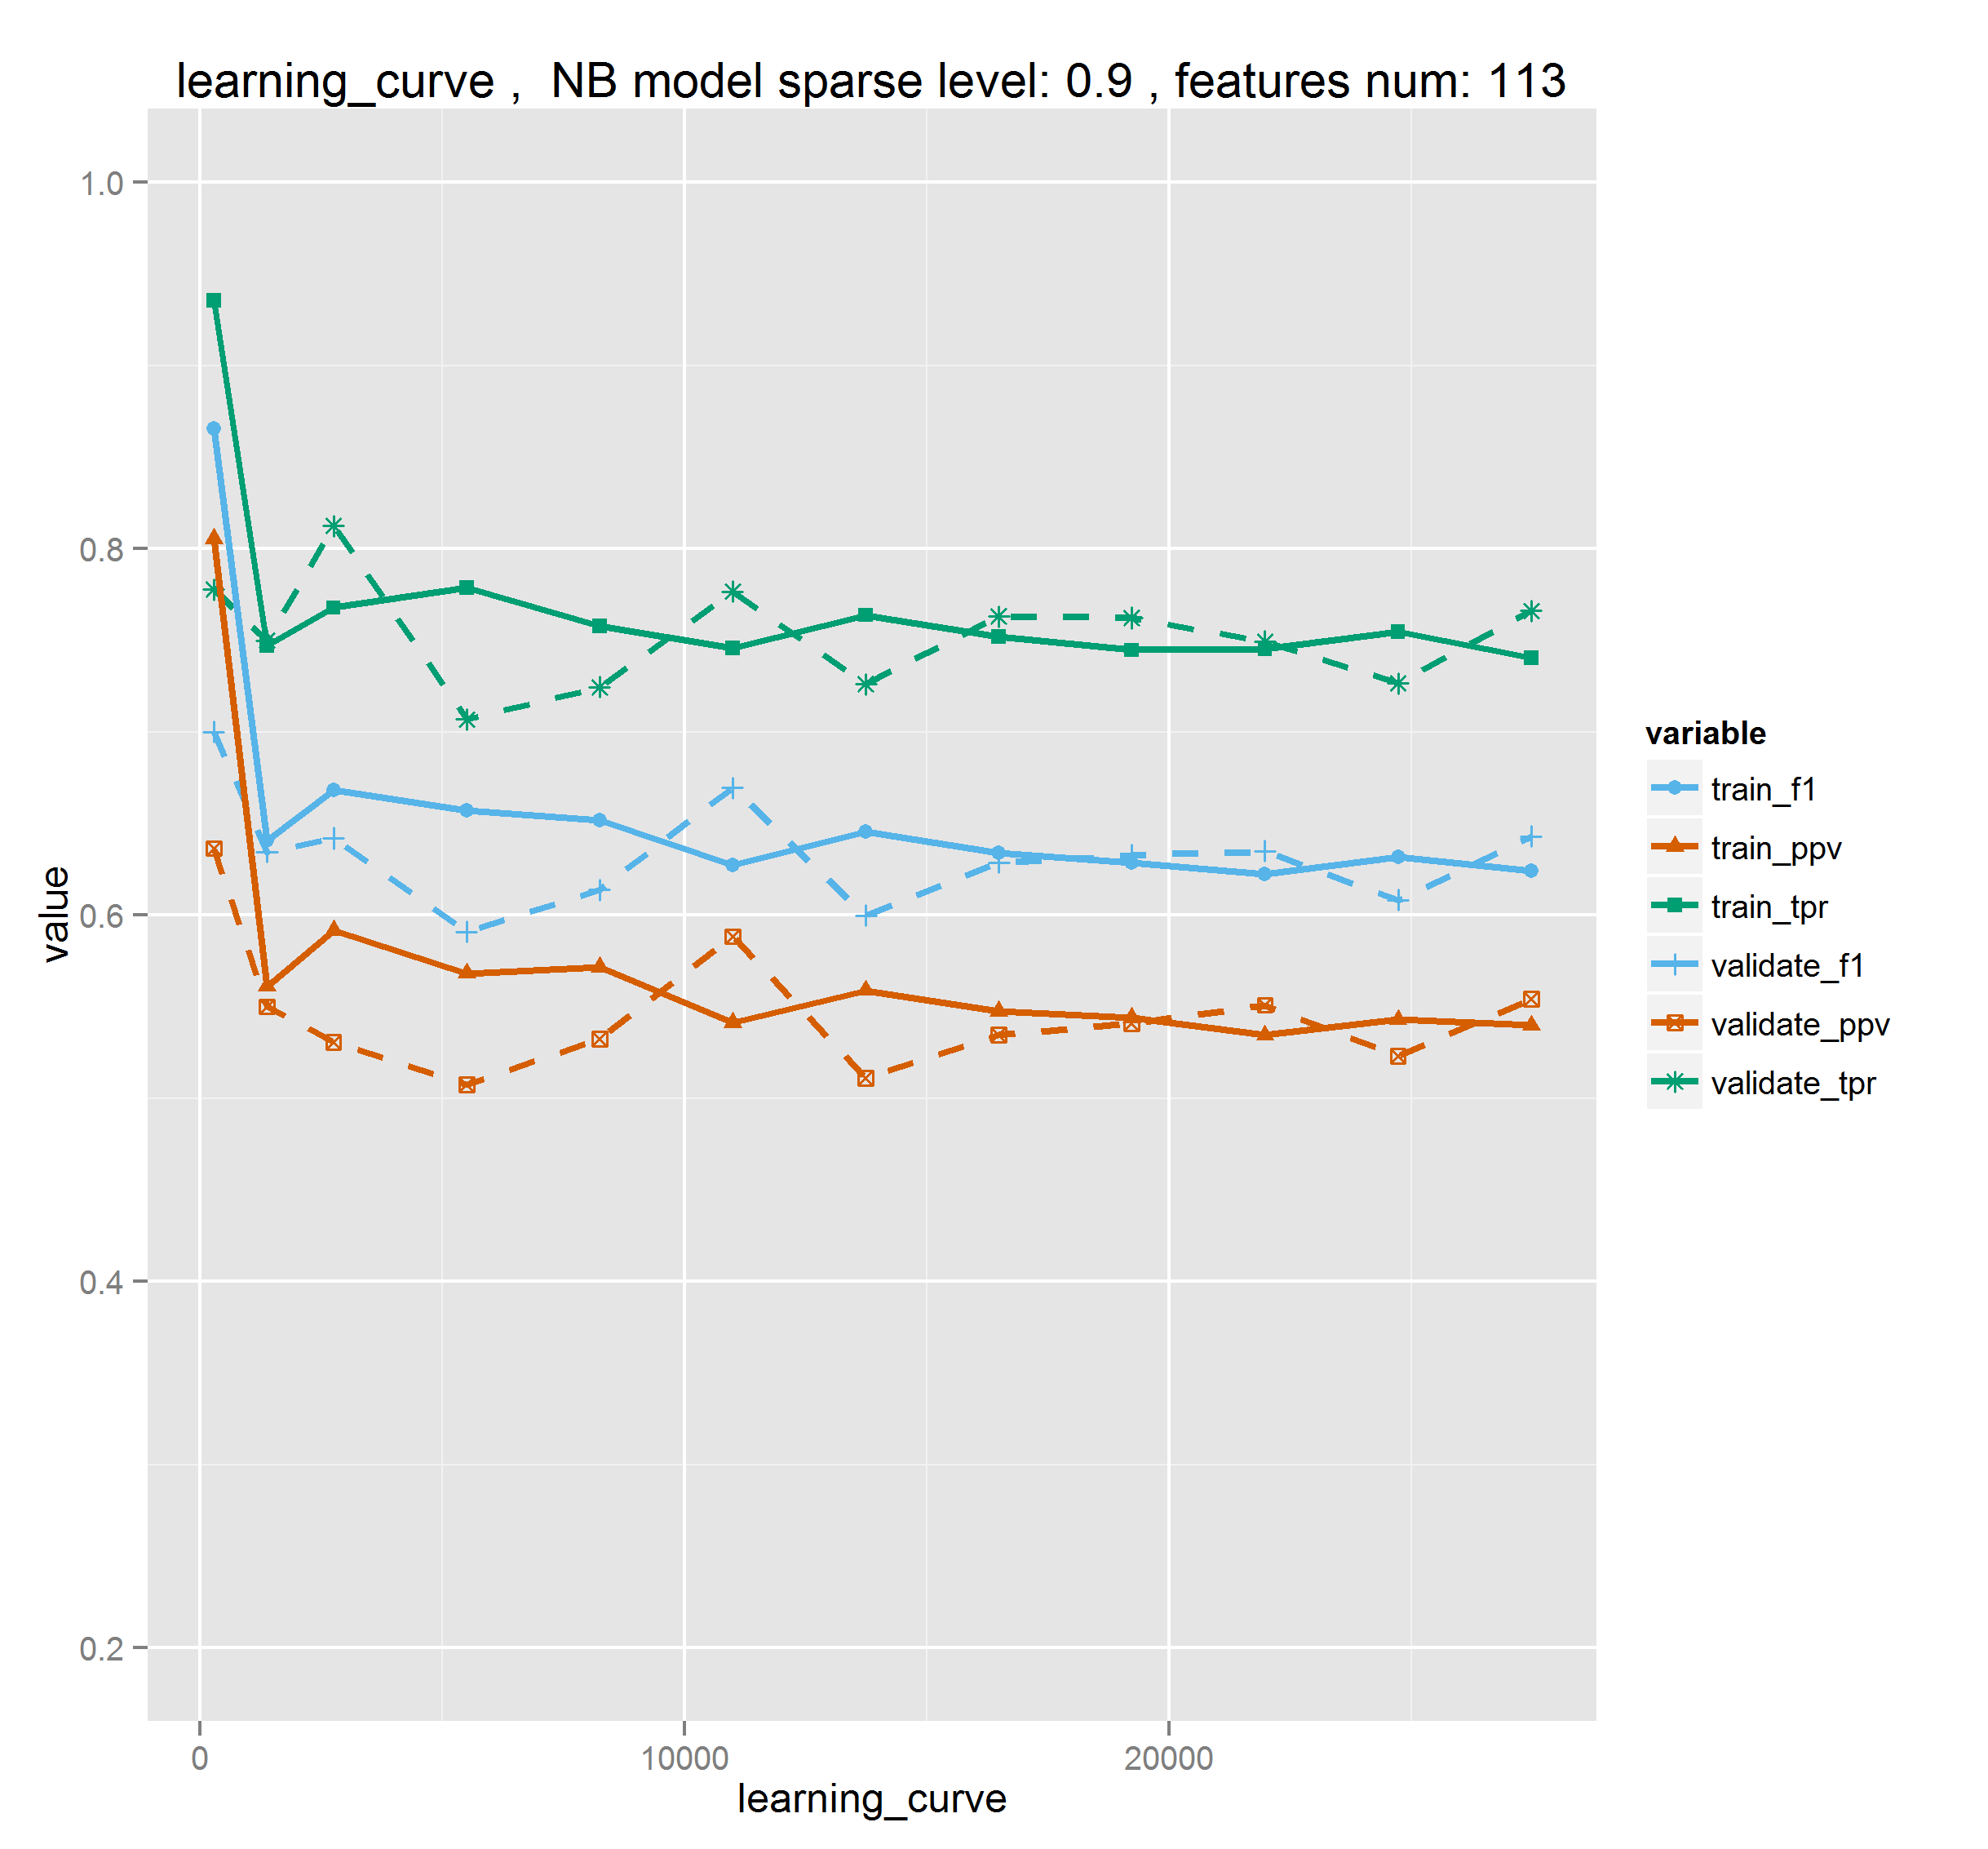 learning_curve ,  NB model sparse level: 0.9 , features num: 113
1.0
0.8
0.6
0.4
0.2
value
0
10000
20000
learning_curve
variable
train_f1
train_ppv
train_tpr
validate_f1
validate_ppv
validate_tpr